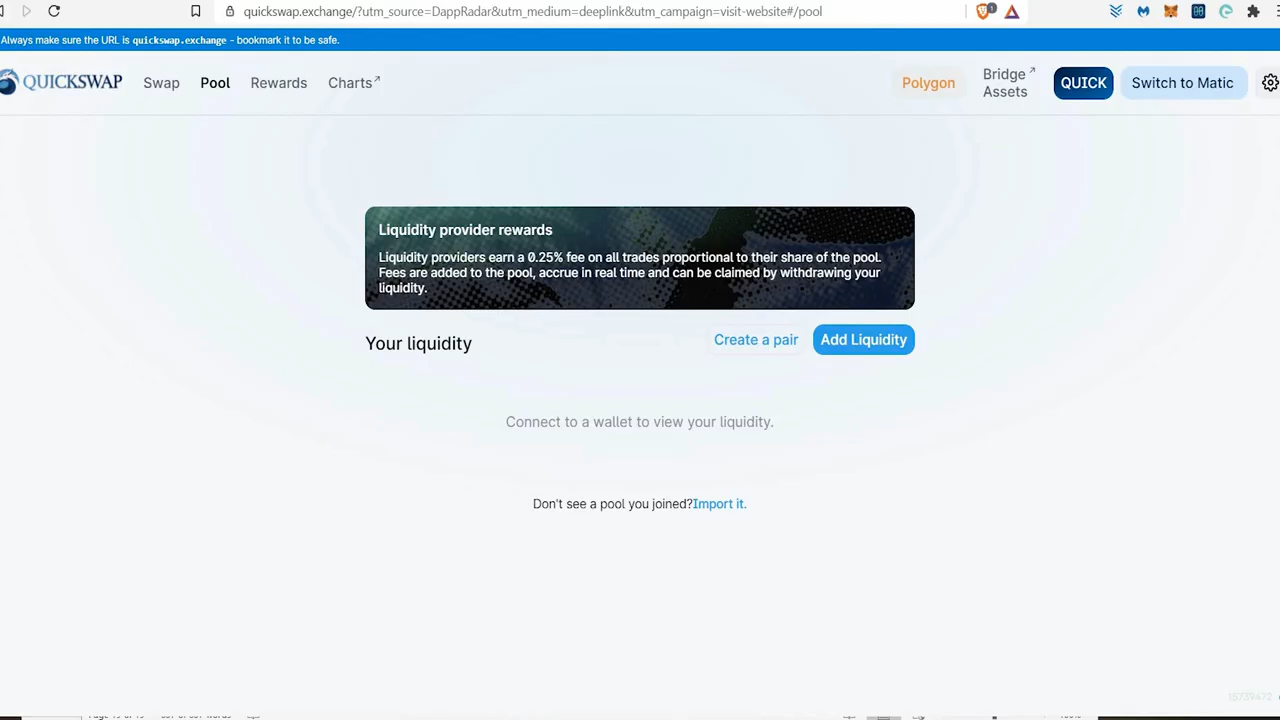 quickswap.exchange/?utm_source=DappRadar&utm_medium=deeplink&utm_campaign=visit-website#/pool
Always make sure the URL is quickswap.exchange - bookmark it to be safe.
QUICKSWAP Swap Pool Rewards Charts↗ Polygon Bridge↗ Assets QUICK Switch to Matic
Liquidity provider rewards
Liquidity providers earn a 0.25% fee on all trades proportional to their share of the pool.
Fees are added to the pool, accrue in real time and can be claimed by withdrawing your
liquidity.
Your liquidity Create a pair Add Liquidity
Connect to a wallet to view your liquidity.
Don't see a pool you joined?Import it.
15739472